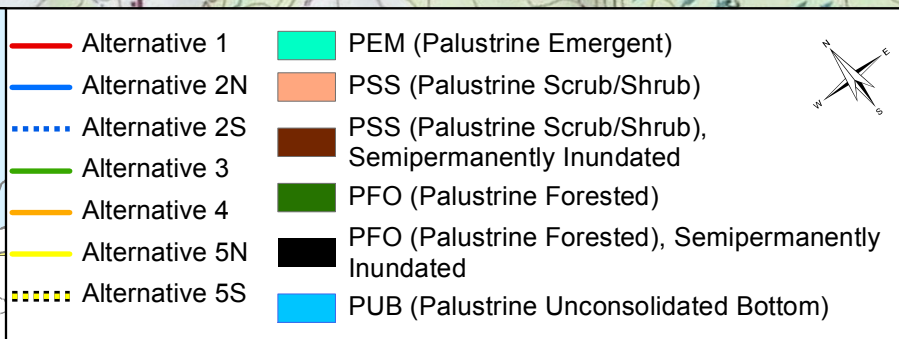 Alternative 1
Alternative 2N
Alternative 2S
Alternative 3
Alternative 4
Alternative 5N
Alternative 5S
PEM (Palustrine Emergent)
PSS (Palustrine Scrub/Shrub)
PSS (Palustrine Scrub/Shrub),
Semipermanently Inundated
PFO (Palustrine Forested)
PFO (Palustrine Forested), Semipermanently
Inundated
PUB (Palustrine Unconsolidated Bottom)
N
E
W
S